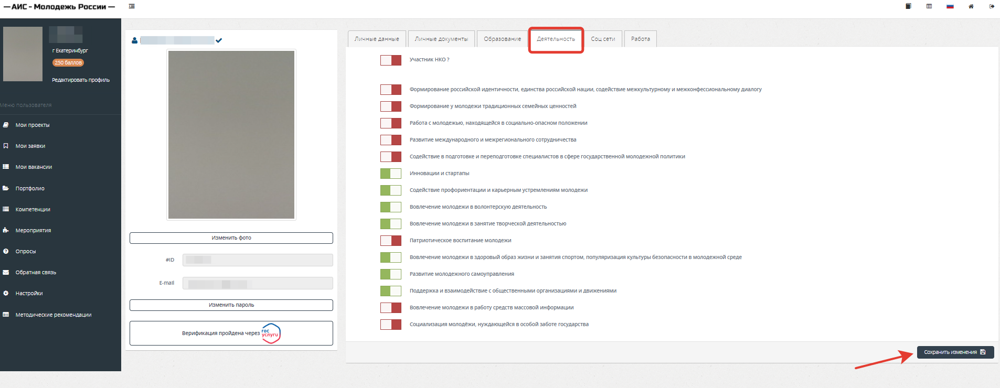 — АИС - Молодежь России —
г Екатеринбург
250 баллов
Редактировать профиль
Меню пользователя
Мои проекты
Мои заявки
Мои вакансии
Портфолио
Компетенции
Мероприятия
Опросы
Обратная связь
Настройки
Методические рекомендации
Изменить фото
#ID
E-mail
Изменить пароль
Верификация пройдена через
гос
услуги
Личные данные
Личные документы
Образование
Деятельность
Соц сети
Работа
Участник НКО ?
Формирование российской идентичности, единства российской нации, содействие межкультурному и межконфессиональному диалогу
Формирование у молодежи традиционных семейных ценностей
Работа с молодежью, находящейся в социально-опасном положении
Развитие международного и межрегионального сотрудничества
Содействие в подготовке и переподготовке специалистов в сфере государственной молодежной политики
Инновации и стартапы
Содействие профориентации и карьерным устремлениям молодежи
Вовлечение молодежи в волонтерскую деятельность
Вовлечение молодежи в занятие творческой деятельностью
Патриотическое воспитание молодежи
Вовлечение молодежи в здоровый образ жизни и занятия спортом, популяризация культуры безопасности в молодежной среде
Развитие молодежного самоуправления
Поддержка и взаимодействие с общественными организациями и движениями
Вовлечение молодежи в работу средств массовой информации
Социализация молодёжи, нуждающейся в особой заботе государства
Сохранить изменения